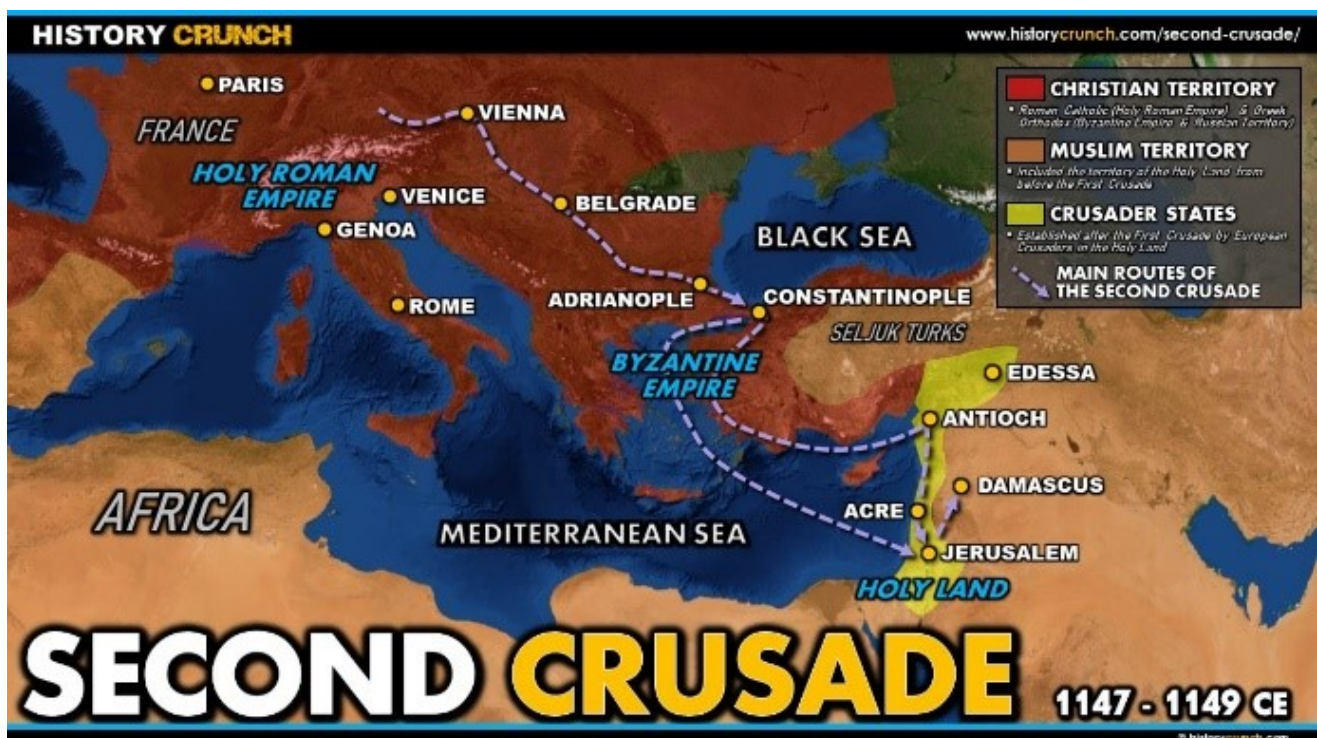 HISTORY CRUNCH
www.historycrunch.com/second-crusade/
CHRISTIAN TERRITORY
• Roman Catholic (Holy Roman Empire) & Greek
Orthodox (Byzantine Empire & Russian Territory)
MUSLIM TERRITORY
• Included the territory of the Holy Land from
before the First Crusade
CRUSADER STATES
• Established after the First Crusade by European
Crusaders in the Holy Land
MAIN ROUTES OF
THE SECOND CRUSADE
PARIS
FRANCE
VIENNA
HOLY ROMAN
EMPIRE
VENICE
GENOA
BELGRADE
BLACK SEA
ROME
ADRIANOPLE
CONSTANTINOPLE
SELJUK TURKS
BYZANTINE
EMPIRE
EDESSA
ANTIOCH
DAMASCUS
ACRE
AFRICA
MEDITERRANEAN SEA
JERUSALEM
HOLY LAND
SECOND CRUSADE
1147 - 1149 CE
© historycrunch.com